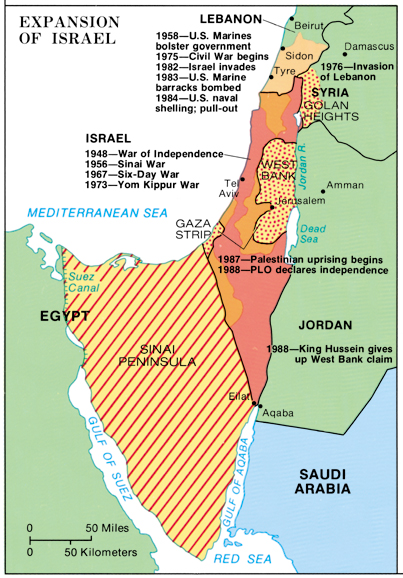 EXPANSION
OF ISRAEL
LEBANON
1958—U.S. Marines
bolster government
1975—Civil War begins
1982—Israel invades
1983—U.S. Marine
barracks bombed
1984—U.S. naval
shelling; pull-out
Beirut
Sidon
Tyre
Damascus
1976—Invasion
of Lebanon
SYRIA
GOLAN
HEIGHTS
ISRAEL
1948—War of Independence
1956—Sinai War
1967—Six-Day War
1973—Yom Kippur War
WEST
BANK
Jordan R.
Tel
Aviv
Amman
Jerusalem
MEDITERRANEAN SEA
GAZA
STRIP
Dead
Sea
1987—Palestinian uprising begins
1988—PLO declares independence
Suez
Canal
EGYPT
SINAI
PENINSULA
JORDAN
1988—King Hussein gives
up West Bank claim
Eilat
Aqaba
GULF OF SUEZ
GULF OF AQABA
SAUDI
ARABIA
0 50 Miles
0 50 Kilometers
RED SEA